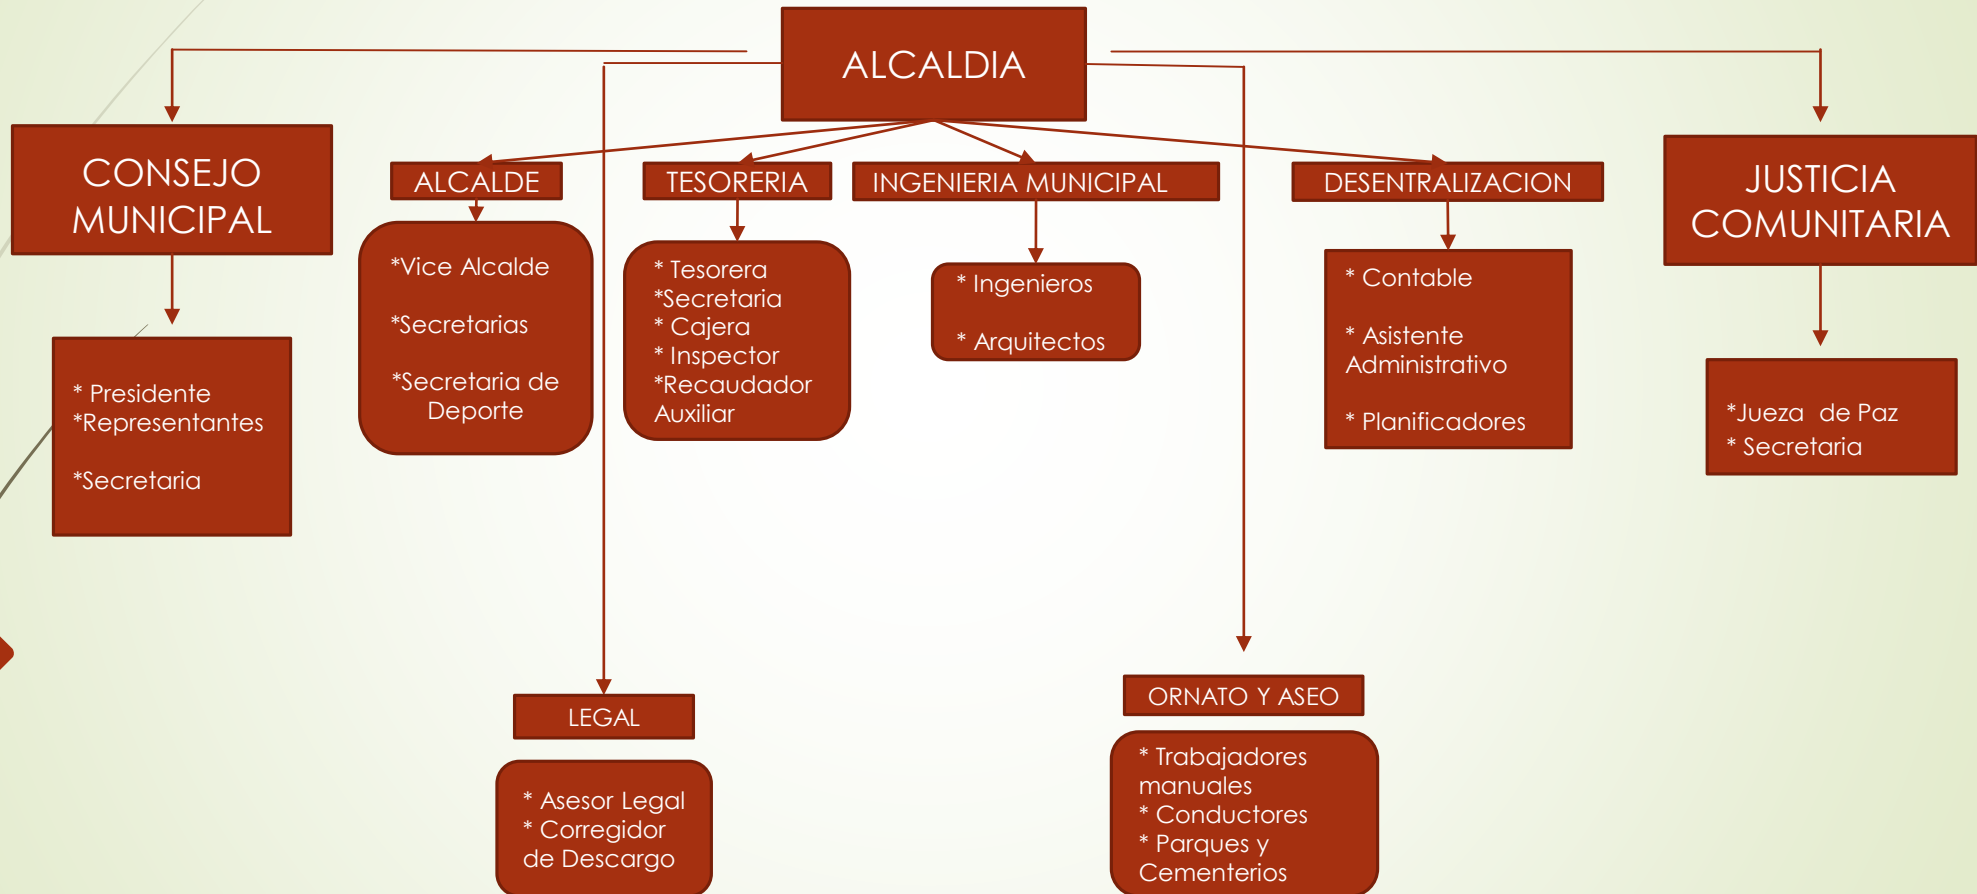 ALCALDIA
CONSEJO
MUNICIPAL
* Presidente
*Representantes
*Secretaria
ALCALDE
*Vice Alcalde
*Secretarias
*Secretaria de
Deporte
TESORERIA
* Tesorera
*Secretaria
* Cajera
* Inspector
*Recaudador
Auxiliar
INGENIERIA MUNICIPAL
* Ingenieros
* Arquitectos
DESENTRALIZACION
* Contable
* Asistente
Administrativo
* Planificadores
JUSTICIA
COMUNITARIA
*Jueza  de Paz
* Secretaria
LEGAL
* Asesor Legal
* Corregidor
de Descargo
ORNATO Y ASEO
* Trabajadores
manuales
* Conductores
* Parques y
Cementerios